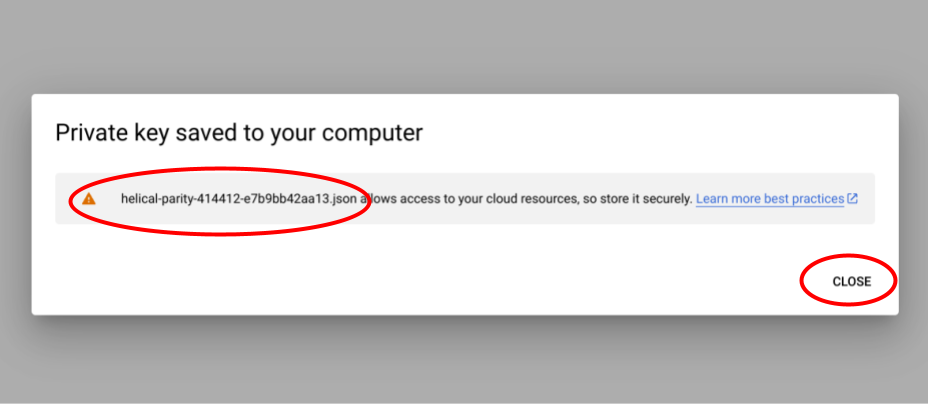 Private key saved to your computer
helical-parity-414412-e7b9bb42aa13.json allows access to your cloud resources, so store it securely. Learn more best practices
CLOSE